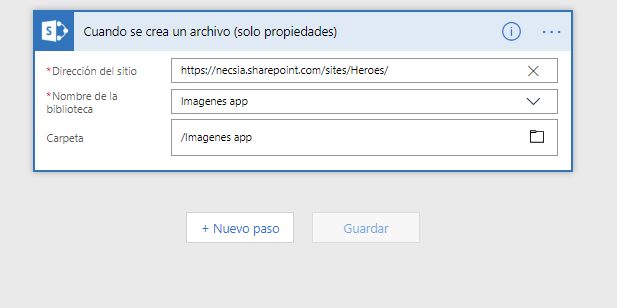 Cuando se crea un archivo (solo propiedades)
*Dirección del sitio
https://necsia.sharepoint.com/sites/Heroes/
*Nombre de la
biblioteca
Imagenes app
Carpeta
/Imagenes app
+ Nuevo paso
Guardar